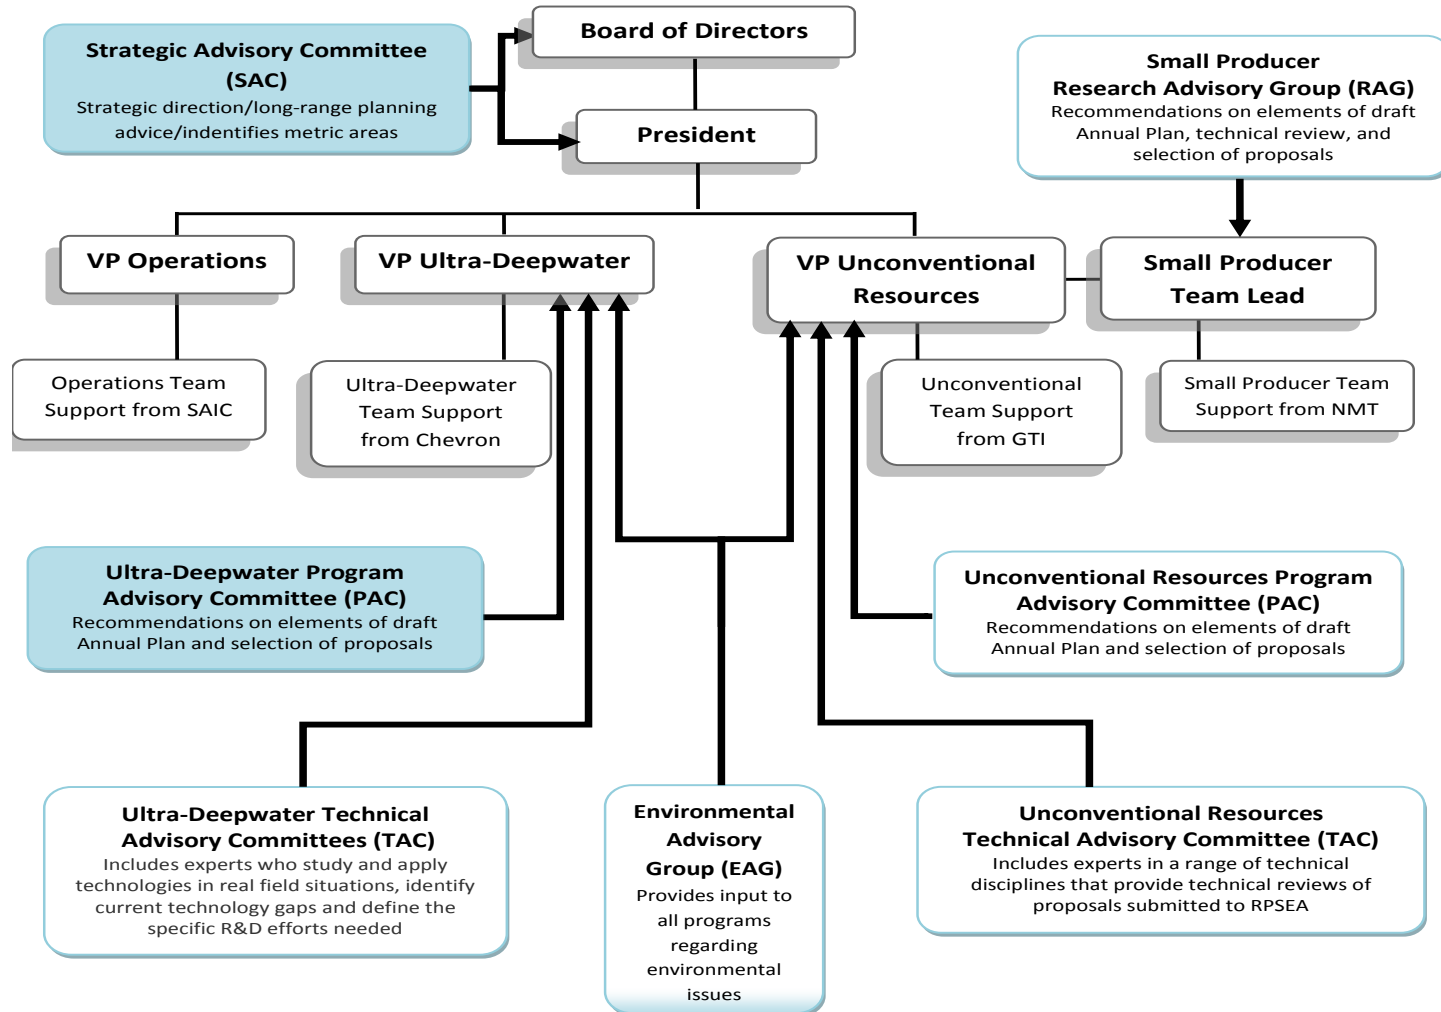 Board of Directors
Strategic Advisory Committee
(SAC)
Strategic direction/long-range planning
advice/indentifies metric areas
President
Small Producer
Research Advisory Group (RAG)
Recommendations on elements of draft
Annual Plan, technical review, and
selection of proposals
VP Operations
VP Ultra-Deepwater
VP Unconventional
Resources
Small Producer
Team Lead
Operations Team
Support from SAIC
Ultra-Deepwater
Team Support
from Chevron
Unconventional
Team Support
from GTI
Small Producer Team
Support from NMT
Ultra-Deepwater Program
Advisory Committee (PAC)
Recommendations on elements of draft
Annual Plan and selection of proposals
Unconventional Resources Program
Advisory Committee (PAC)
Recommendations on elements of draft
Annual Plan and selection of proposals
Ultra-Deepwater Technical
Advisory Committees (TAC)
Includes experts who study and apply
technologies in real field situations, identify
current technology gaps and define the
specific R&D efforts needed
Environmental
Advisory
Group (EAG)
Provides input to
all programs
regarding
environmental
issues
Unconventional Resources
Technical Advisory Committee (TAC)
Includes experts in a range of technical
disciplines that provide technical reviews of
proposals submitted to RPSEA